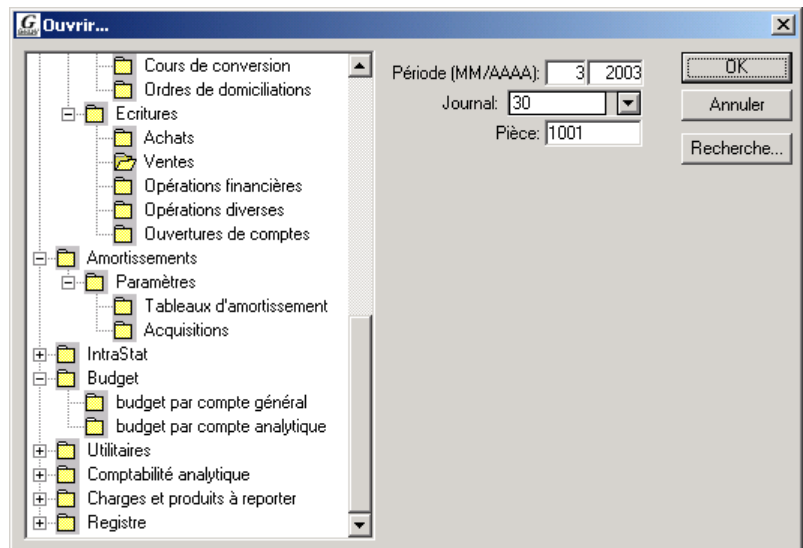 Ouvrir...
Cours de conversion
Ordres de domiciliations
Ecritures
Achats
Ventes
Opérations financières
Opérations diverses
Ouvertures de comptes
Amortissements
Paramètres
Tableaux d'amortissement
Acquisitions
IntraStat
Budget
budget par compte général
budget par compte analytique
Utilitaires
Comptabilité analytique
Charges et produits à reporter
Registre
Période (MM/AAAA): 3 2003
Journal: 30
Pièce: 1001
OK
Annuler
Recherche...